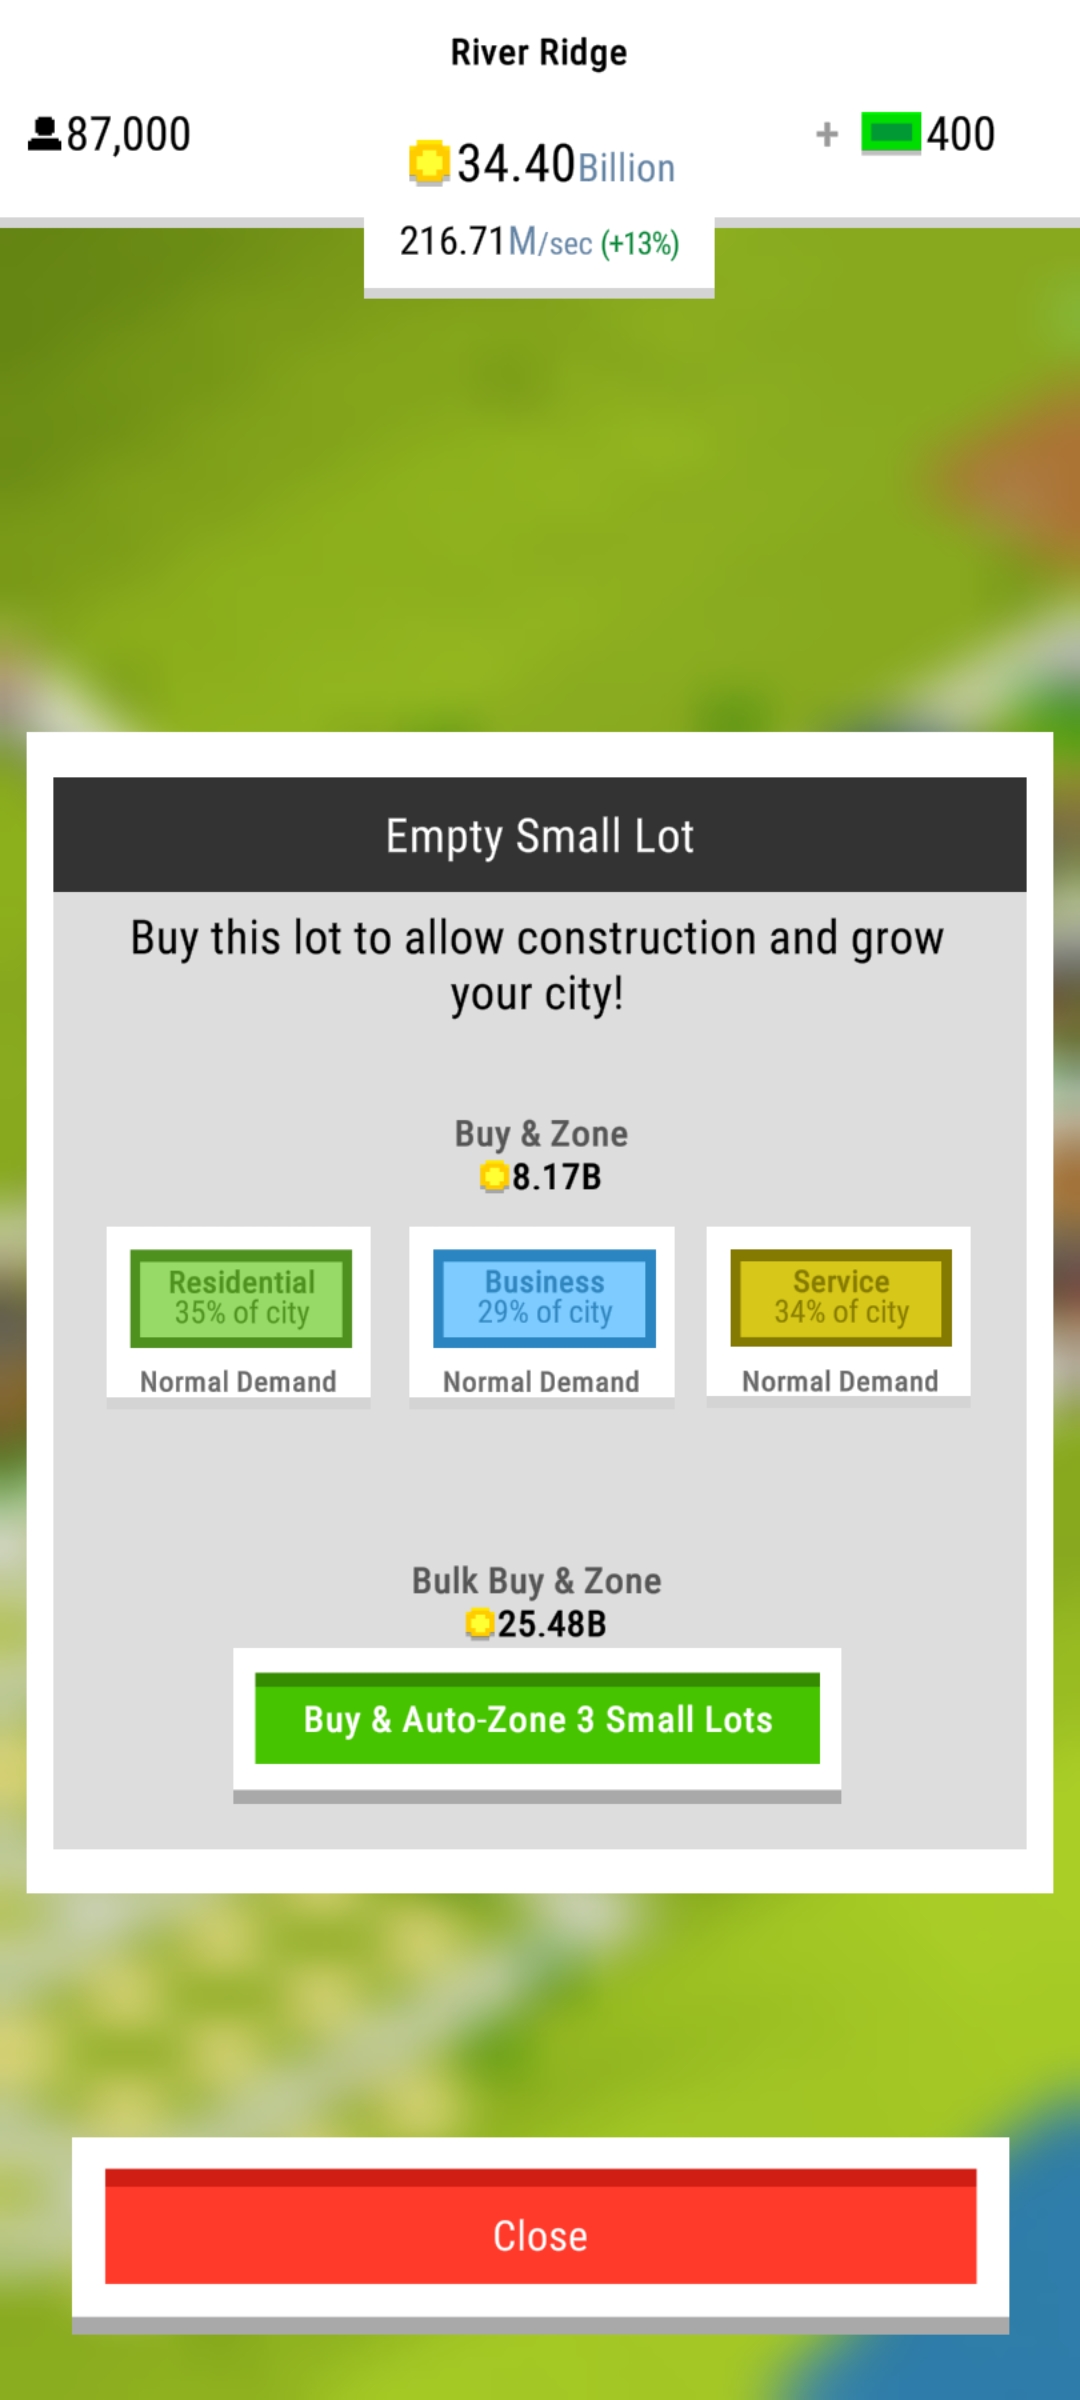 River Ridge
87,000
34.40Billion
+ 400
216.71M/sec (+13%)
Empty Small Lot
Buy this lot to allow construction and grow
your city!
Buy & Zone
8.17B
Residential
35% of city
Normal Demand
Business
29% of city
Normal Demand
Service
34% of city
Normal Demand
Bulk Buy & Zone
25.48B
Buy & Auto-Zone 3 Small Lots
Close